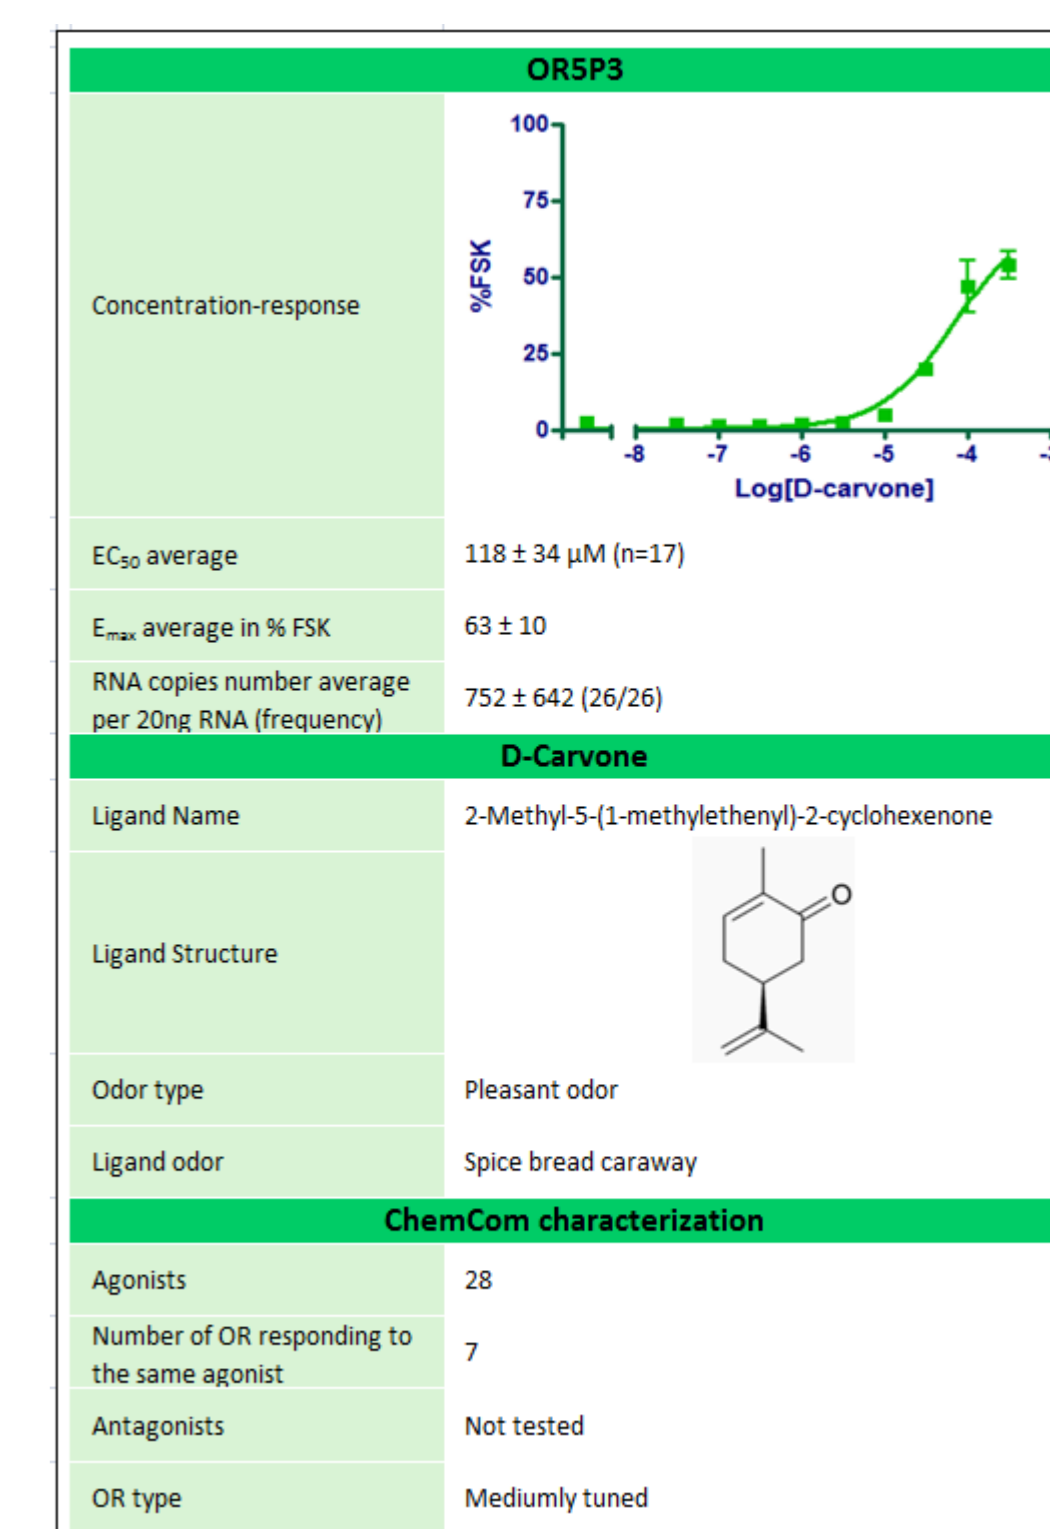 OR5P3
100
75
50
25
0
%FSK
-8 -7 -6 -5 -4
Log[D-carvone]
Concentration-response
EC₅₀ average 118 ± 34 µM (n=17)
Eₘₐₓ average in % FSK 63 ± 10
RNA copies number average
per 20ng RNA (frequency) 752 ± 642 (26/26)
D-Carvone
Ligand Name 2-Methyl-5-(1-methylethenyl)-2-cyclohexenone
Ligand Structure
O
Odor type Pleasant odor
Ligand odor Spice bread caraway
ChemCom characterization
Agonists 28
Number of OR responding to
the same agonist 7
Antagonists Not tested
OR type Mediumly tuned